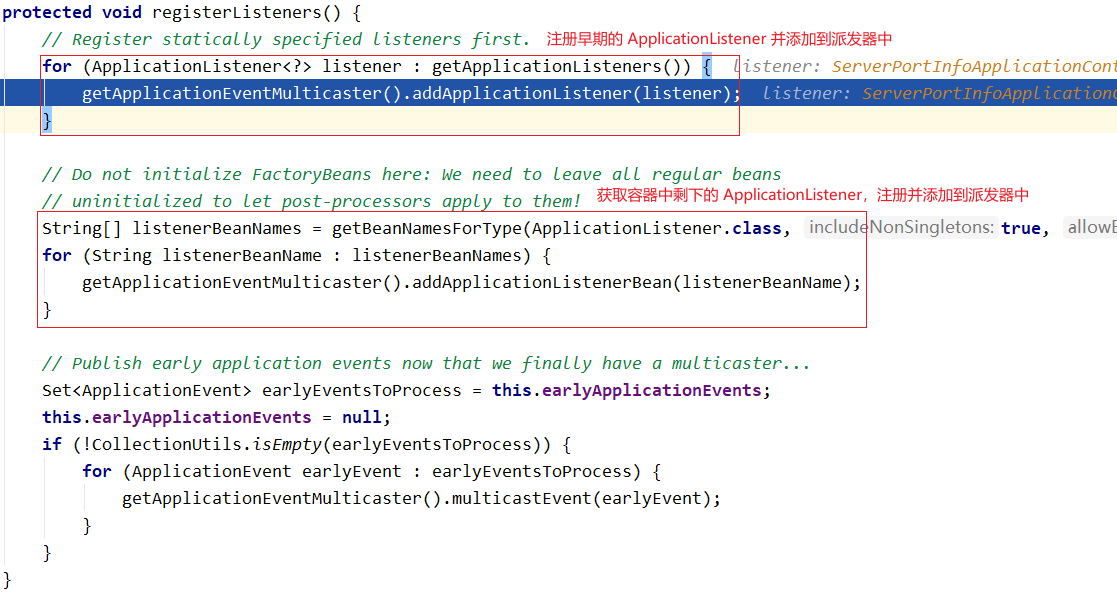 protected void registerListeners() {
// Register statically specified listeners first. 注册早期的 ApplicationListener 并添加到派发器中
for (ApplicationListener<?> listener : getApplicationListeners()) { listener: ServerPortInfoApplicationCont
getApplicationEventMulticaster().addApplicationListener(listener); listener: ServerPortInfoApplicationC
}
// Do not initialize FactoryBeans here: We need to leave all regular beans
// uninitialized to let post-processors apply to them! 获取容器中剩下的 ApplicationListener，注册并添加到派发器中
String[] listenerBeanNames = getBeanNamesForType(ApplicationListener.class, includeNonSingletons: true, allowE
for (String listenerBeanName : listenerBeanNames) {
getApplicationEventMulticaster().addApplicationListenerBean(listenerBeanName);
}
// Publish early application events now that we finally have a multicaster...
Set<ApplicationEvent> earlyEventsToProcess = this.earlyApplicationEvents;
this.earlyApplicationEvents = null;
if (!CollectionUtils.isEmpty(earlyEventsToProcess)) {
for (ApplicationEvent earlyEvent : earlyEventsToProcess) {
getApplicationEventMulticaster().multicastEvent(earlyEvent);
}
}
}